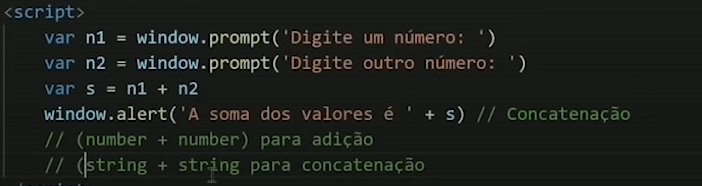 <script>
var n1 = window.prompt('Digite um número: ')
var n2 = window.prompt('Digite outro número: ')
var s = n1 + n2
window.alert('A soma dos valores é ' + s) // Concatenação
// (number + number) para adição
// (string + string para concatenação